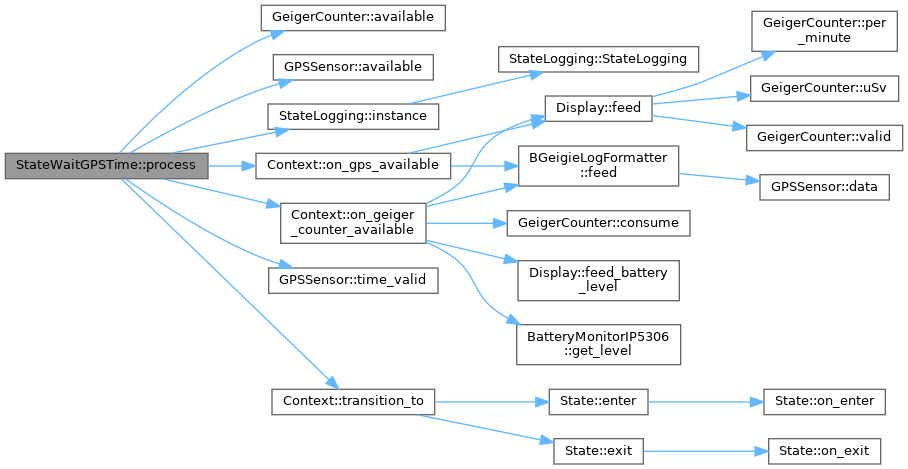 StateWaitGPSTime::process
GeigerCounter::available
GPSSensor::available
StateLogging::instance
StateLogging::StateLogging
Context::on_gps_available
Display::feed
GeigerCounter::per
_minute
GeigerCounter::uSv
GeigerCounter::valid
BGeigieLogFormatter
::feed
GPSSensor::data
Context::on_geiger
_counter_available
GeigerCounter::consume
Display::feed_battery
_level
BatteryMonitorIP5306
::get_level
GPSSensor::time_valid
Context::transition_to
State::enter
State::on_enter
State::exit
State::on_exit